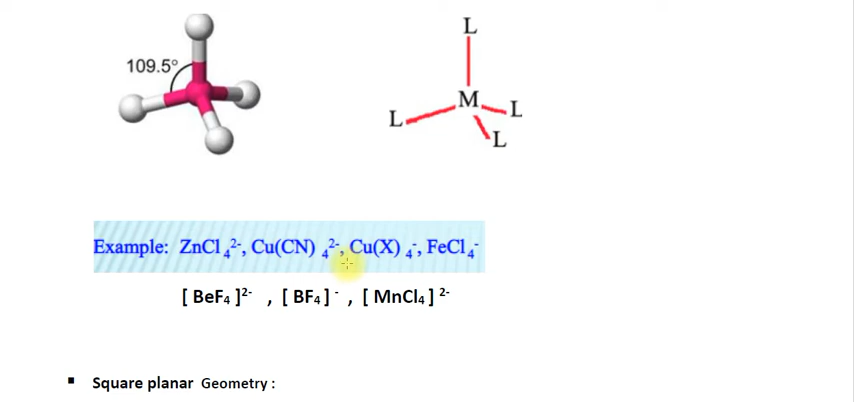 L
109.5°
M
L
L
L
Example: ZnCl₄²⁻, Cu(CN) ₄²⁻, Cu(X) ₄⁻, FeCl₄⁻
[ BeF₄ ]²⁻ , [ BF₄ ] ⁻ , [ MnCl₄ ] ²⁻
▪ Square planar Geometry :